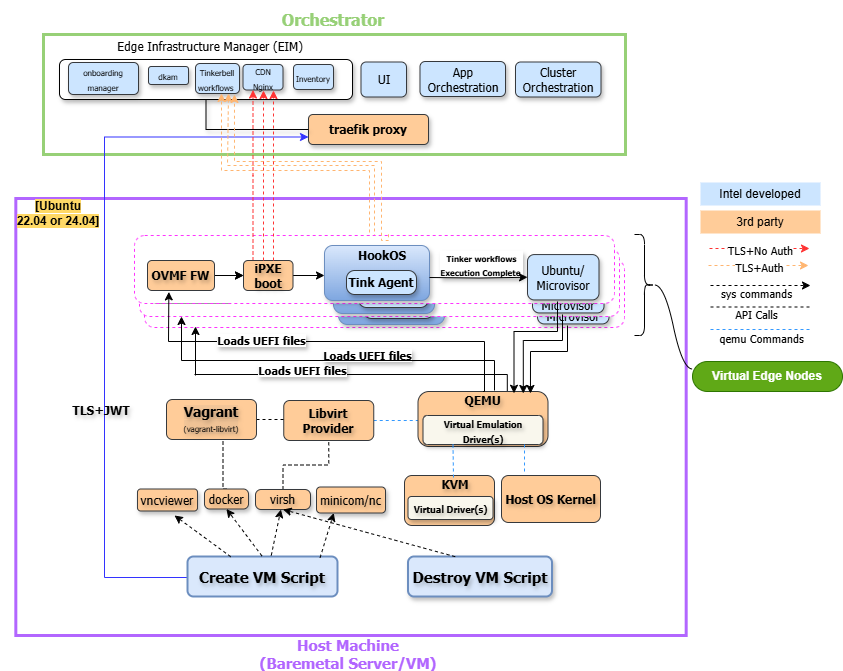 Orchestrator
Edge Infrastructure Manager (EIM)
onboarding
manager
dkam
Tinkerbell
workflows
CDN
Nginx
Inventory
UI
App
Orchestration
Cluster
Orchestration
traefik proxy
[Ubuntu
22.04 or 24.04]
Intel developed
3rd party
TLS+No Auth
TLS+Auth
sys commands
API Calls
qemu Commands
OVMF FW
iPXE
boot
HookOS
Tink Agent
Tinker workflows
Execution Complete
Ubuntu/
Microvisor
Microvisor
Microvisor
Loads UEFI files
Loads UEFI files
Loads UEFI files
Virtual Edge Nodes
TLS+JWT
Vagrant
(vagrant-libvirt)
Libvirt
Provider
QEMU
Virtual Emulation
Driver(s)
KVM
Virtual Driver(s)
Host OS Kernel
vncviewer
docker
virsh
minicom/nc
Create VM Script
Destroy VM Script
Host Machine
(Baremetal Server/VM)